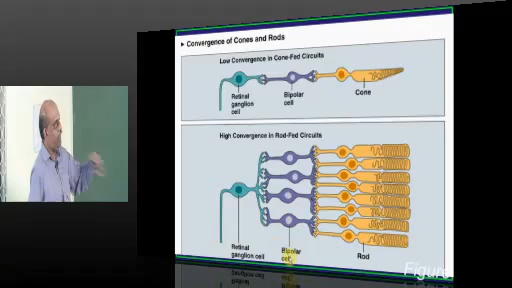 ▶ Convergence of Cones and Rods
Low Convergence in Cone-Fed Circuits
Retinal
ganglion
cell
Bipolar
cell
Cone
High Convergence in Rod-Fed Circuits
Retinal
ganglion cell
Bipolar
cell
Rod
Figure